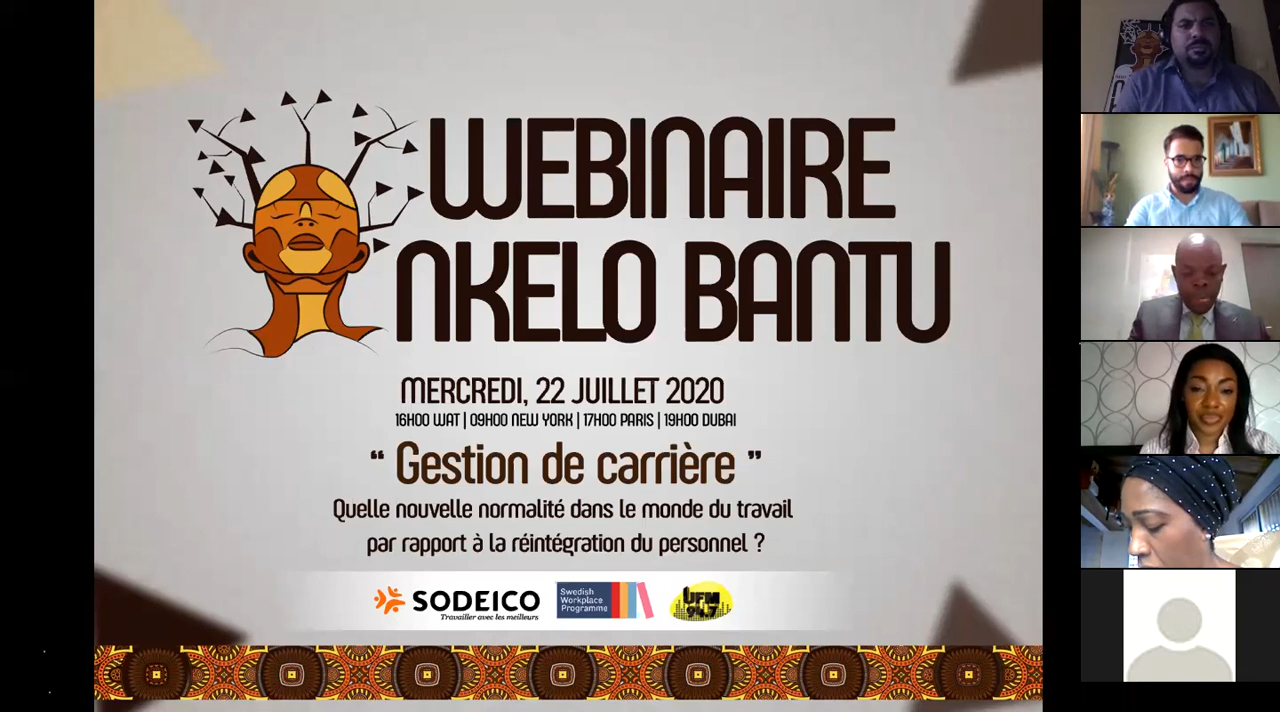 WEBINAIRE
NKELO BANTU
MERCREDI, 22 JUILLET 2020
16H00 WAT | 09H00 NEW YORK | 17H00 PARIS | 19H00 DUBAI
“ Gestion de carrière ”
Quelle nouvelle normalité dans le monde du travail
par rapport à la réintégration du personnel ?
SODEICO
Travailler avec les meilleurs
Swedish
Workplace
Programme
UFM
94.7